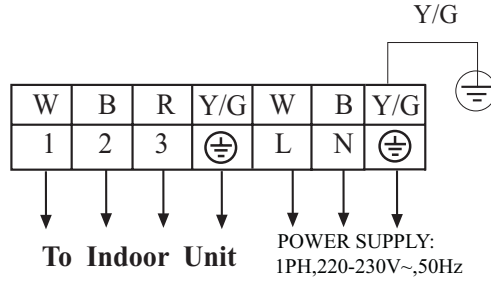 Y/G
W B R Y/G W B Y/G
1 2 3 L N
To Indoor Unit
POWER SUPPLY:
1PH,220-230V~,50Hz